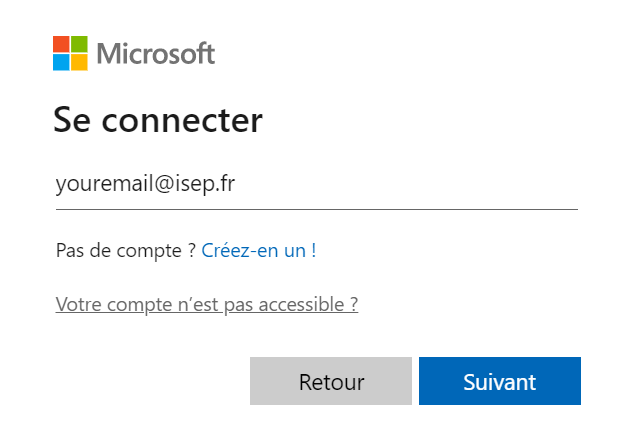 Microsoft
Se connecter
youremail@isep.fr
Pas de compte ? Créez-en un !
Votre compte n’est pas accessible ?
Retour
Suivant